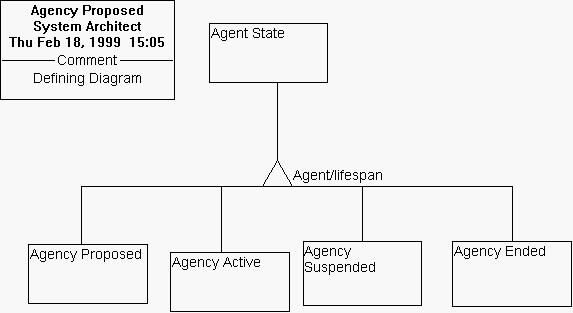 Agency Proposed
System Architect
Thu Feb 18, 1999  15:05
Comment
Defining Diagram
Agent State
Agent/lifespan
Agency Proposed
Agency Active
Agency
Suspended
Agency Ended